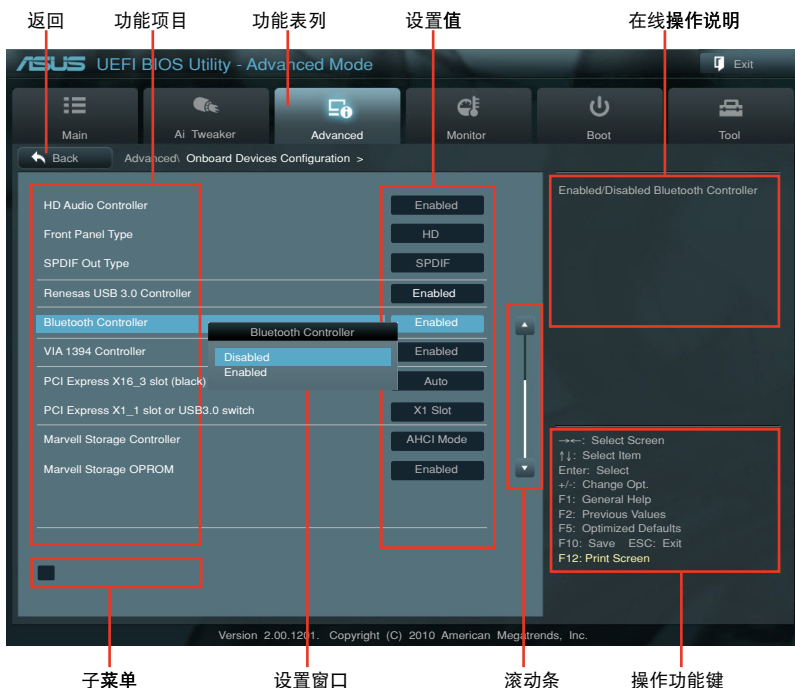 返回 功能项目 功能表列 设置值 在线操作说明
ASUS UEFI BIOS Utility - Advanced Mode Exit
Main Ai Tweaker Advanced Monitor Boot Tool
Back Advanced\ Onboard Devices Configuration >
Enabled/Disabled Bluetooth Controller
HD Audio Controller Enabled
Front Panel Type HD
SPDIF Out Type SPDIF
Renesas USB 3.0 Controller Enabled
Bluetooth Controller Enabled
Bluetooth Controller
Disabled
Enabled
VIA 1394 Controller Enabled
PCI Express X16_3 slot (black) Auto
PCI Express X1_1 slot or USB3.0 switch X1 Slot
Marvell Storage Controller AHCI Mode
Marvell Storage OPROM Enabled
→←: Select Screen
↑↓: Select Item
Enter: Select
+/-: Change Opt.
F1: General Help
F2: Previous Values
F5: Optimized Defaults
F10: Save ESC: Exit
F12: Print Screen
Version 2.00.1201. Copyright (C) 2010 American Megatrends, Inc.
子菜单 设置窗口 滚动条 操作功能键